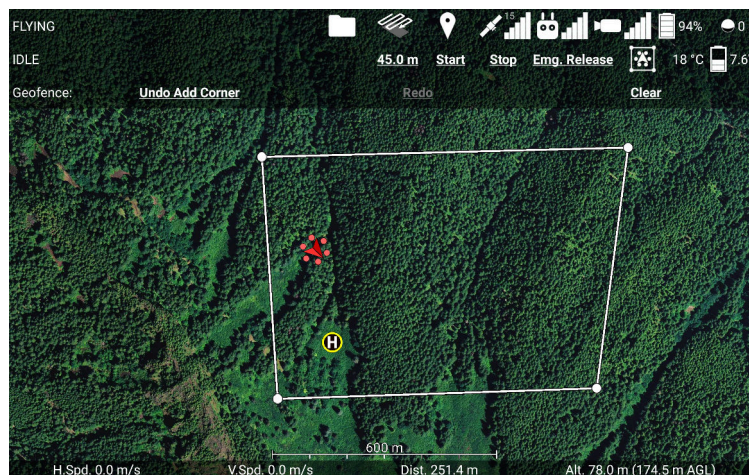 FLYING 15 94% 0
IDLE 45.0 m Start Stop Emg. Release A 18 °C 7.6
Geofence: Undo Add Corner Redo Clear
H
600 m
H.Spd. 0.0 m/s V.Spd. 0.0 m/s Dist. 251.4 m Alt. 78.0 m (174.5 m AGL)